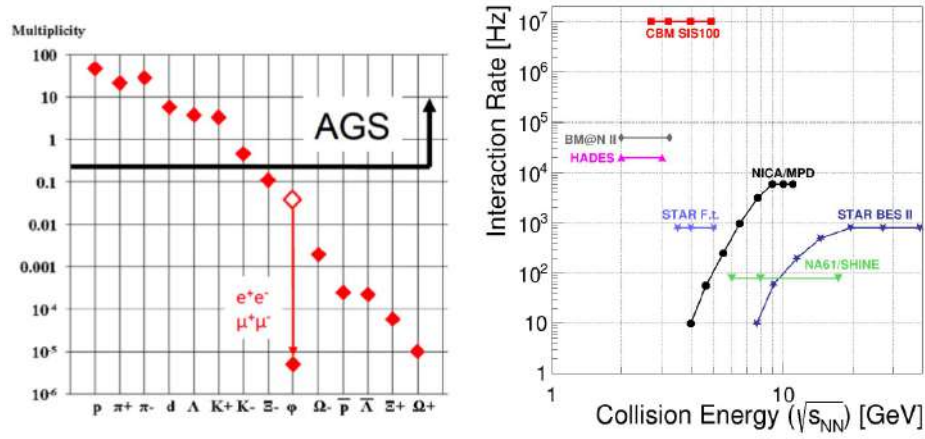 Multiplicity
100
10
1
0.1
0.01
0.001
10⁻⁴
10⁻⁵
10⁻⁶
AGS
e⁺e⁻
μ⁺μ⁻
p π+ π- d Λ K+ K- Ξ- φ Ω- p̅ Λ̅ Ξ+ Ω+
Interaction Rate [Hz]
10⁷
10⁶
10⁵
10⁴
10³
10²
10
1
CBM SIS100
BM@N II
HADES
NICA/MPD
STAR F.t.
STAR BES II
NA61/SHINE
1 10
Collision Energy (√s_NN) [GeV]